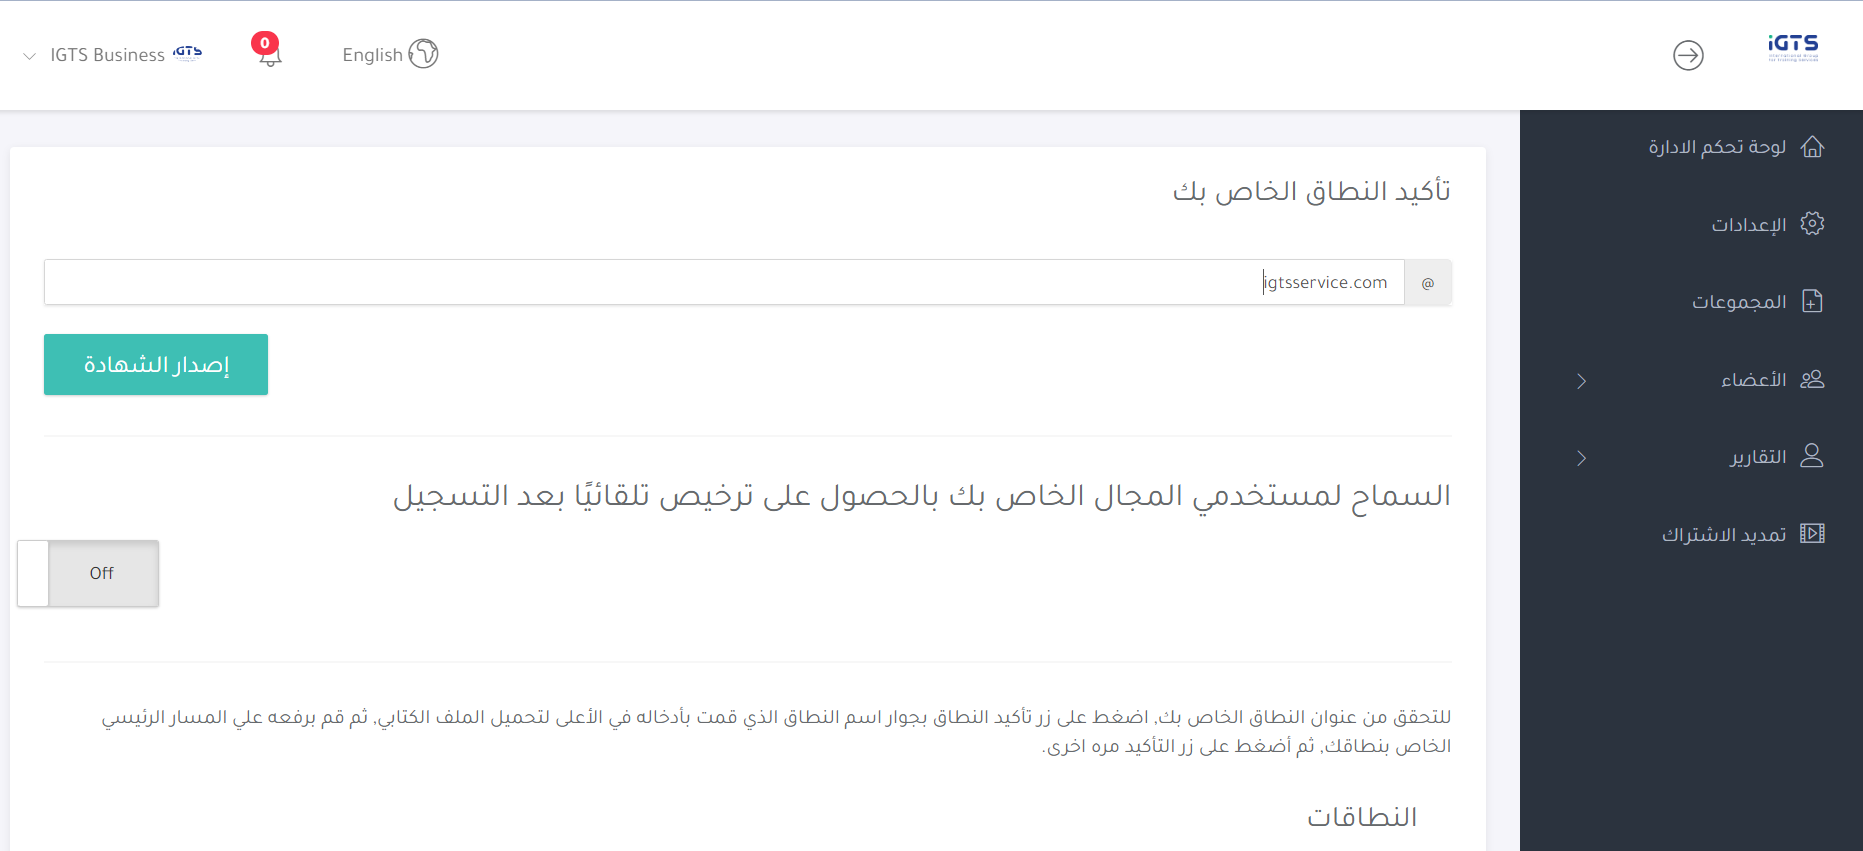 iGTS
English
0
IGTS Business
iGTS
لوحة تحكم الادارة
الإعدادات
المجموعات
الأعضاء
التقارير
تمديد الاشتراك
تأكيد النطاق الخاص بك
@
igtsservice.com
إصدار الشهادة
السماح لمستخدمي المجال الخاص بك بالحصول على ترخيص تلقائيًا بعد التسجيل
Off
للتحقق من عنوان النطاق الخاص بك, اضغط على زر تأكيد النطاق بجوار اسم النطاق الذي قمت بأدخاله في الأعلى لتحميل الملف الكتابي, ثم قم برفعه علي المسار الرئيسي
الخاص بنطاقك, ثم أضغط على زر التأكيد مره اخرى.
النطاقات